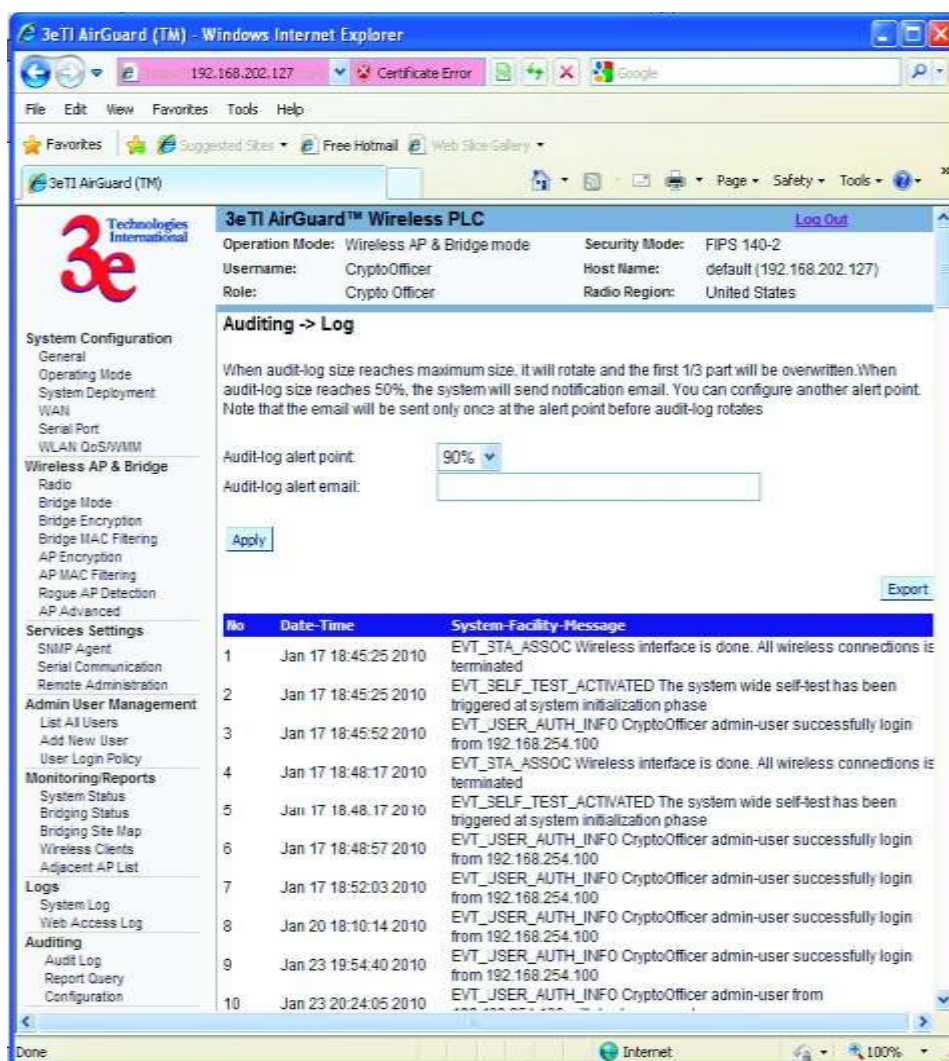 3eTI AirGuard (TM) - Windows Internet Explorer
192.168.202.127
Certificate Error
Google
File Edit View Favorites Tools Help
Favorites
Suggested Sites
Free Hotmail
Web Slice Gallery
3eTI AirGuard (TM)
Page
Safety
Tools
Technologies
International
3e
3eTI AirGuard™ Wireless PLC
Log Out
Operation Mode: Wireless AP & Bridge mode Security Mode: FIPS 140-2
Username: CryptoOfficer Host Name: default (192.168.202.127)
Role: Crypto Officer Radio Region: United States
System Configuration
General
Operating Mode
System Deployment
WAN
Serial Port
WLAN QoS/WMM
Wireless AP & Bridge
Radio
Bridge Mode
Bridge Encryption
Bridge MAC Filtering
AP Encryption
AP MAC Filtering
Rogue AP Detection
AP Advanced
Services Settings
SNMP Agent
Serial Communication
Remote Administration
Admin User Management
List All Users
Add New User
User Login Policy
Monitoring/Reports
System Status
Bridging Status
Bridging Site Map
Wireless Clients
Adjacent AP List
Logs
System Log
Web Access Log
Auditing
Audit Log
Report Query
Configuration
Auditing -> Log
When audit-log size reaches maximum size, it will rotate and the first 1/3 part will be overwritten.When
audit-log size reaches 50%, the system will send notification email. You can configure another alert point.
Note that the email will be sent only once at the alert point before audit-log rotates
Audit-log alert point: 90%
Audit-log alert email:
Apply
Export
No Date-Time System-Facility-Message
1 Jan 17 18:45:25 2010 EVT_STA_ASSOC Wireless interface is done. All wireless connections is
terminated
2 Jan 17 18:45:25 2010 EVT_SELF_TEST_ACTIVATED The system wide self-test has been
triggered at system initialization phase
3 Jan 17 18:45:52 2010 EVT_USER_AUTH_INFO CryptoOfficer admin-user successfully login
from 192.168.254.100
4 Jan 17 18:48:17 2010 EVT_STA_ASSOC Wireless interface is done. All wireless connections is
terminated
5 Jan 17 18:48:17 2010 EVT_SELF_TEST_ACTIVATED The system wide self-test has been
triggered at system initialization phase
6 Jan 17 18:48:57 2010 EVT_USER_AUTH_INFO CryptoOfficer admin-user successfully login
from 192.168.254.100
7 Jan 17 18:52:03 2010 EVT_USER_AUTH_INFO CryptoOfficer admin-user successfully login
from 192.168.254.100
8 Jan 20 18:10:14 2010 EVT_USER_AUTH_INFO CryptoOfficer admin-user successfully login
from 192.168.254.100
9 Jan 23 19:54:40 2010 EVT_USER_AUTH_INFO CryptoOfficer admin-user successfully login
from 192.168.254.100
10 Jan 23 20:24:05 2010 EVT_USER_AUTH_INFO CryptoOfficer admin-user from
Done
Internet
100%